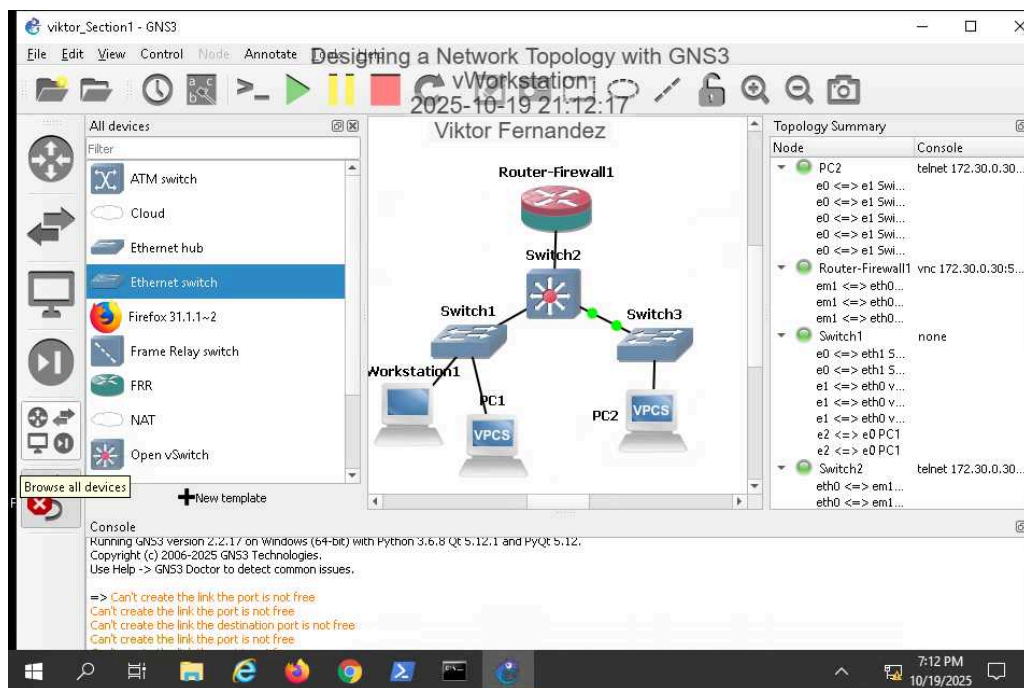 viktor_Section1 - GNS3
File Edit View Control Node Annotate
Designing a Network Topology with GNS3
vWorkstation
2025-10-19 21:12:17
Viktor Fernandez
All devices
Filter
ATM switch
Cloud
Ethernet hub
Ethernet switch
Firefox 31.1.1~2
Frame Relay switch
FRR
NAT
Open vSwitch
Browse all devices
New template
Router-Firewall1
Switch2
Switch1
Switch3
Workstation1
PC1
VPCS
PC2
VPCS
Topology Summary
Node Console
PC2 telnet 172.30.0.30...
e0 <=> e1 Swi...
e0 <=> e1 Swi...
e0 <=> e1 Swi...
e0 <=> e1 Swi...
e0 <=> e1 Swi...
Router-Firewall1 vnc 172.30.0.30:5...
em1 <=> eth0...
em1 <=> eth0...
em1 <=> eth0...
Switch1 none
e0 <=> eth1 S...
e0 <=> eth1 S...
e1 <=> eth0 v...
e1 <=> eth0 v...
e1 <=> eth0 v...
e2 <=> e0 PC1
e2 <=> e0 PC1
Switch2 telnet 172.30.0.30...
eth0 <=> em1...
eth0 <=> em1...
Console
Running GNS3 version 2.2.17 on Windows (64-bit) with Python 3.6.8 Qt 5.12.1 and PyQt 5.12.
Copyright (c) 2006-2025 GNS3 Technologies.
Use Help -> GNS3 Doctor to detect common issues.
=> Can't create the link the port is not free
Can't create the link the port is not free
Can't create the link the destination port is not free
Can't create the link the port is not free
7:12 PM
10/19/2025